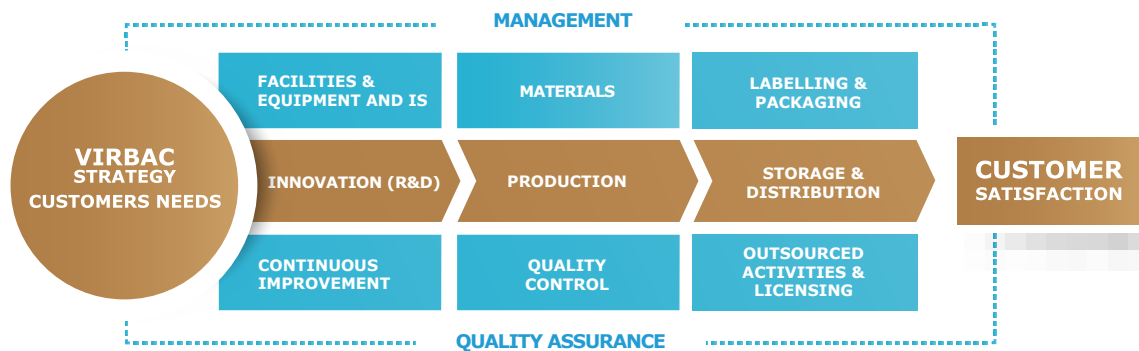 MANAGEMENT
FACILITIES &
EQUIPMENT AND IS
MATERIALS
LABELLING &
PACKAGING
VIRBAC
STRATEGY
CUSTOMERS NEEDS
INNOVATION (R&D)
PRODUCTION
STORAGE &
DISTRIBUTION
CUSTOMER
SATISFACTION
CONTINUOUS
IMPROVEMENT
QUALITY
CONTROL
OUTSOURCED
ACTIVITIES &
LICENSING
QUALITY ASSURANCE